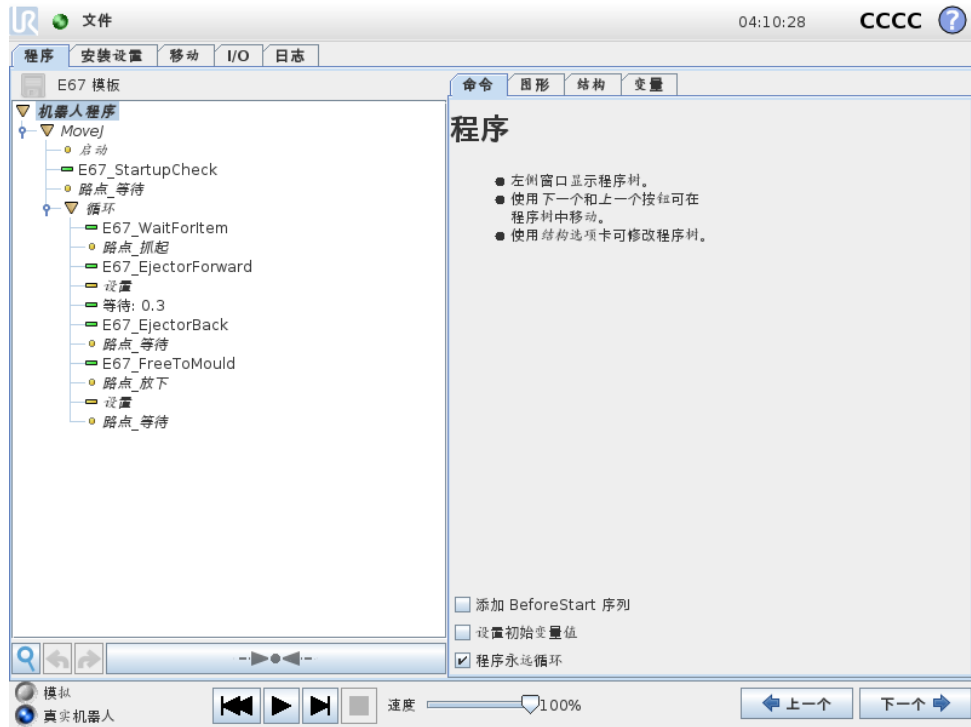 UR 文件 04:10:28 CCCC ?
程序 安装设置 移动 I/O 日志
E67 模板
机器人程序
MoveJ
启动
E67_StartupCheck
路点_等待
循环
E67_WaitForItem
路点_抓起
E67_EjectorForward
设置
等待: 0.3
E67_EjectorBack
路点_等待
E67_FreeToMould
路点_放下
设置
路点_等待
命令 图形 结构 变量
程序
左侧窗口显示程序树。
使用下一个和上一个按钮可在
程序树中移动。
使用结构选项卡可修改程序树。
添加 BeforeStart 序列
设置初始变量值
程序永远循环
模拟
真实机器人
速度 100%
上一个 下一个